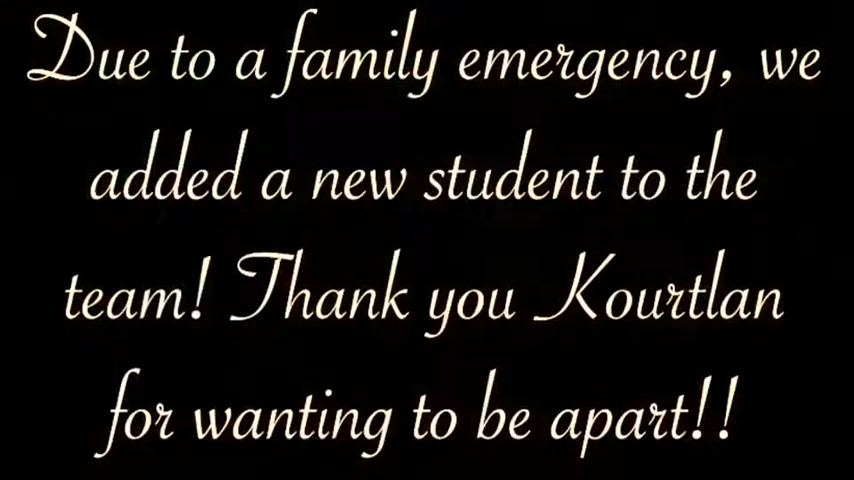 Due to a family emergency, we
added a new student to the
team! Thank you Kourtlan
for wanting to be apart!!